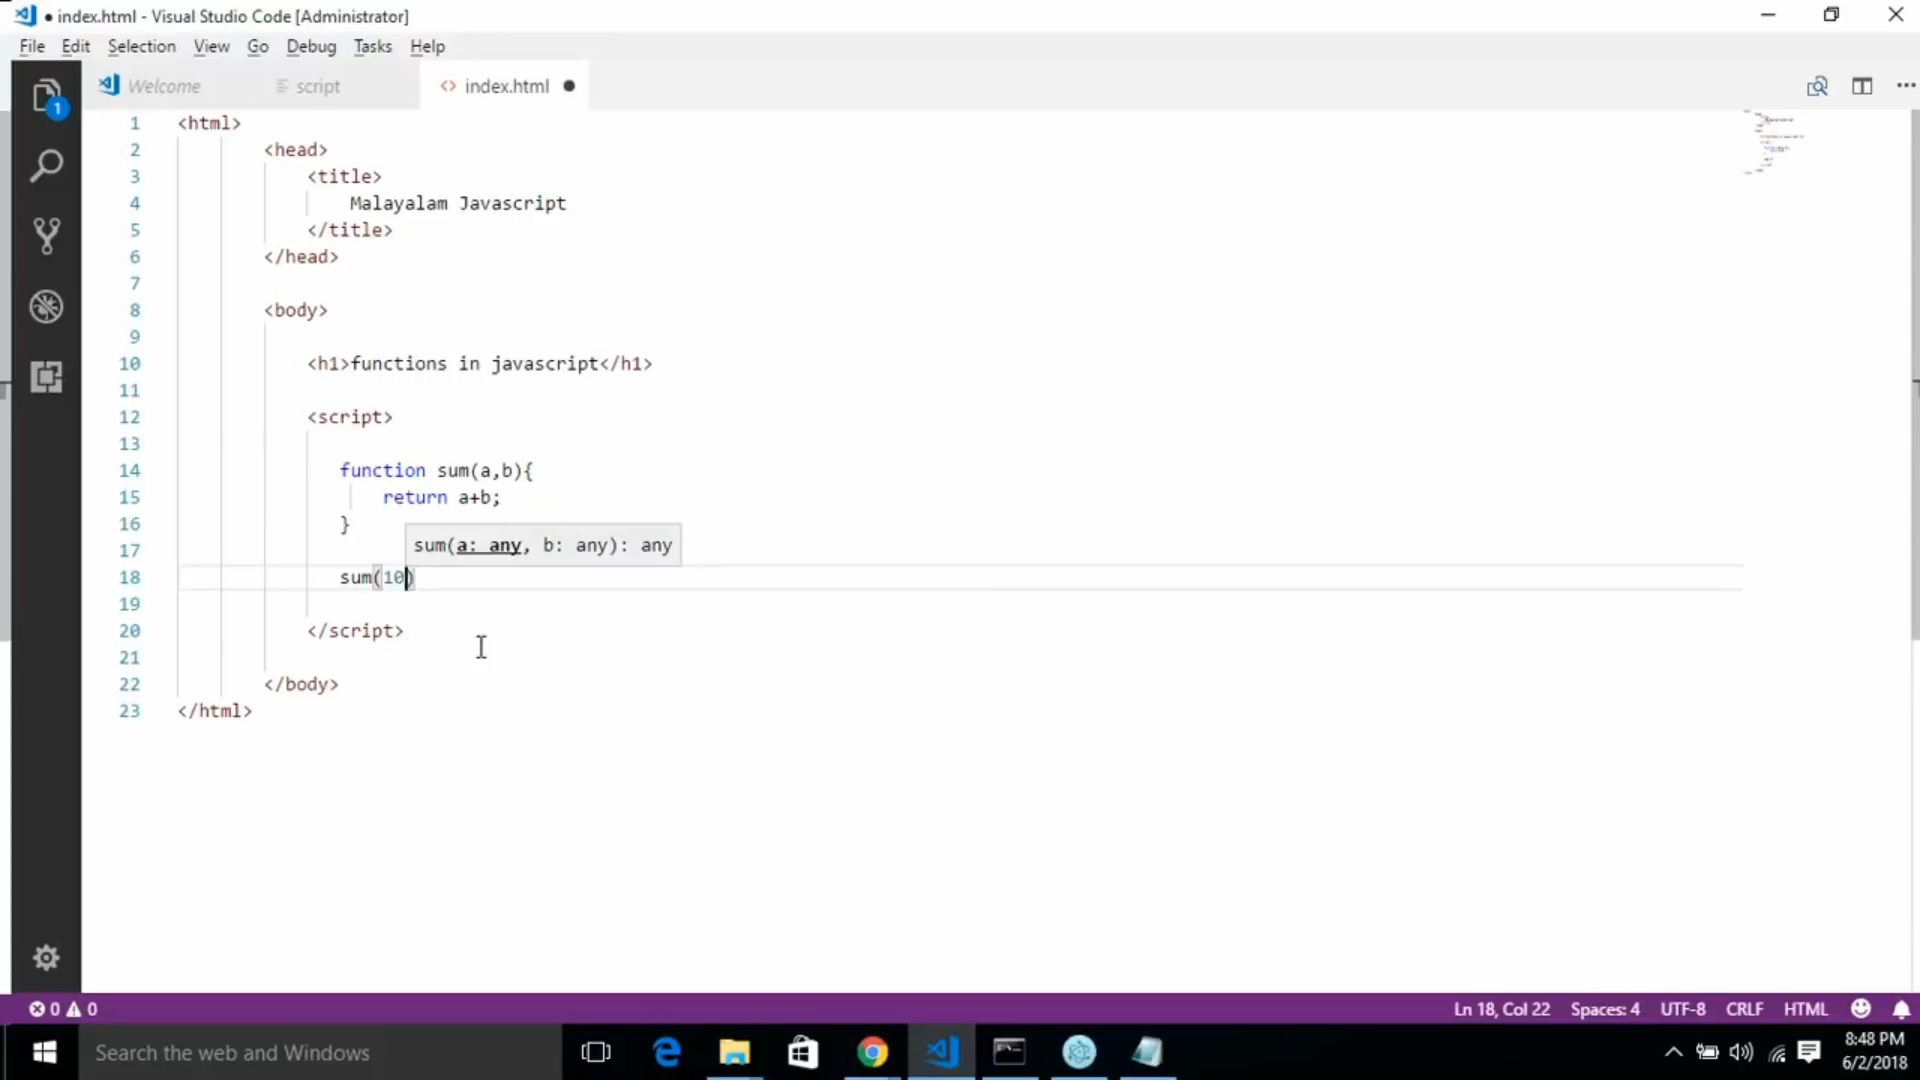 ● index.html - Visual Studio Code [Administrator]
File Edit Selection View Go Debug Tasks Help
1
Welcome script index.html ●
1 <html>
2 <head>
3 <title>
4 Malayalam Javascript
5 </title>
6 </head>
7
8 <body>
9
10 <h1>functions in javascript</h1>
11
12 <script>
13
14 function sum(a,b){
15 return a+b;
16 }
sum(a: any, b: any): any
17
18 sum(10)
19
20 </script>
21
22 </body>
23 </html>
0 0 Ln 18, Col 22 Spaces: 4 UTF-8 CRLF HTML
Search the web and Windows
8:48 PM
6/2/2018